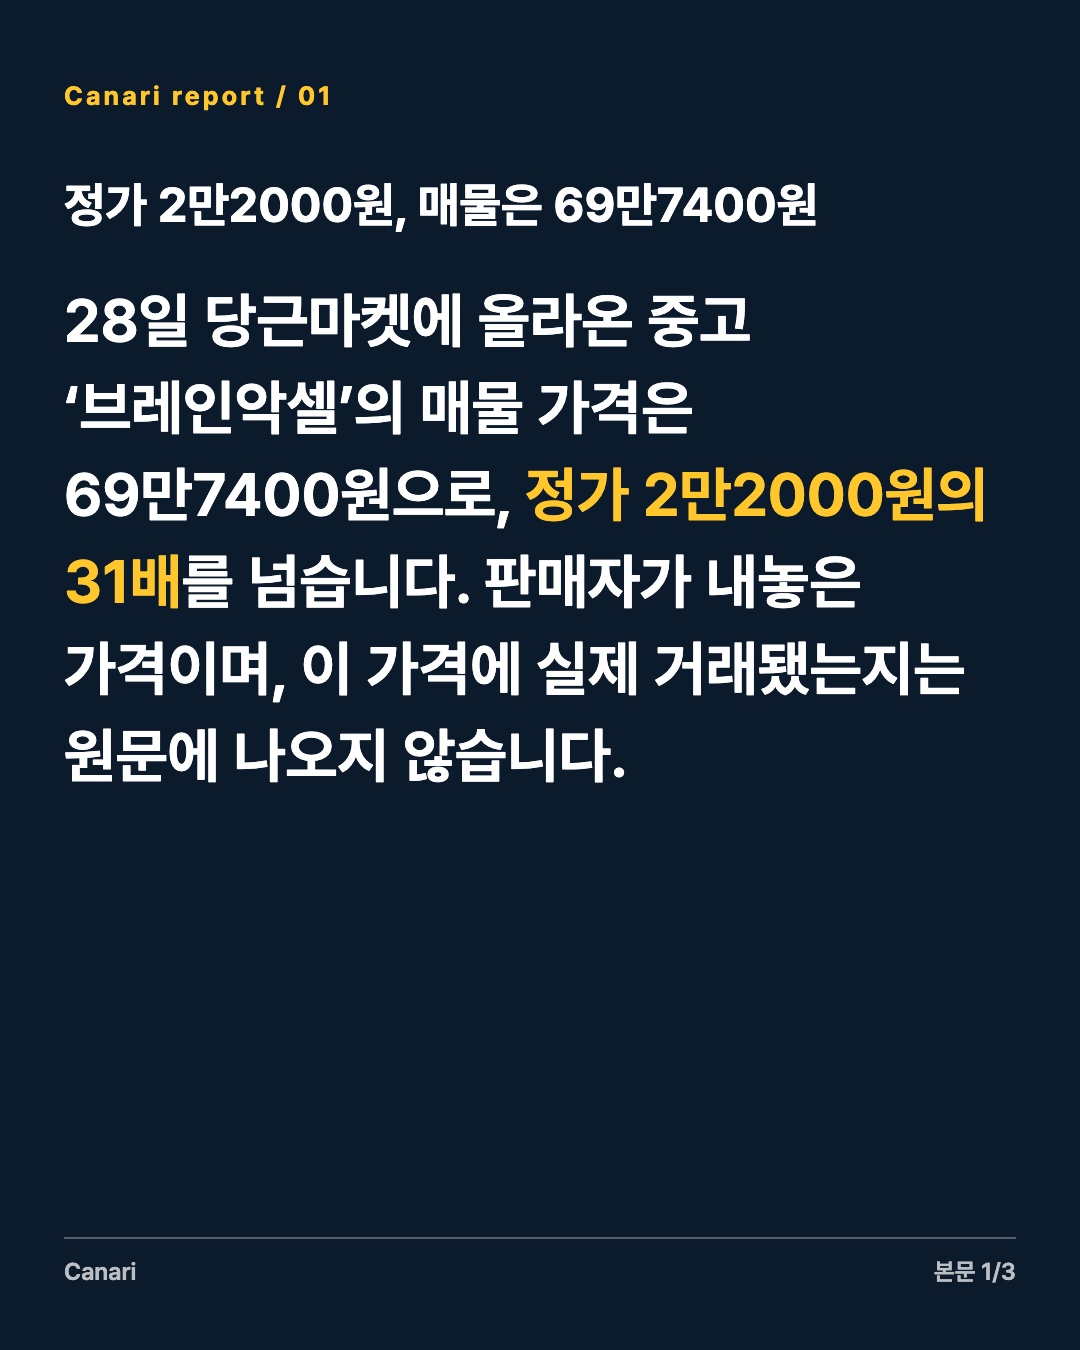 Canari report / 01
정가 2만2000원, 매물은 69만7400원
28일 당근마켓에 올라온 중고
‘브레인악셀’의 매물 가격은
69만7400원으로, 정가 2만2000원의
31배를 넘습니다. 판매자가 내놓은
가격이며, 이 가격에 실제 거래됐는지는
원문에 나오지 않습니다.
Canari
본문 1/3